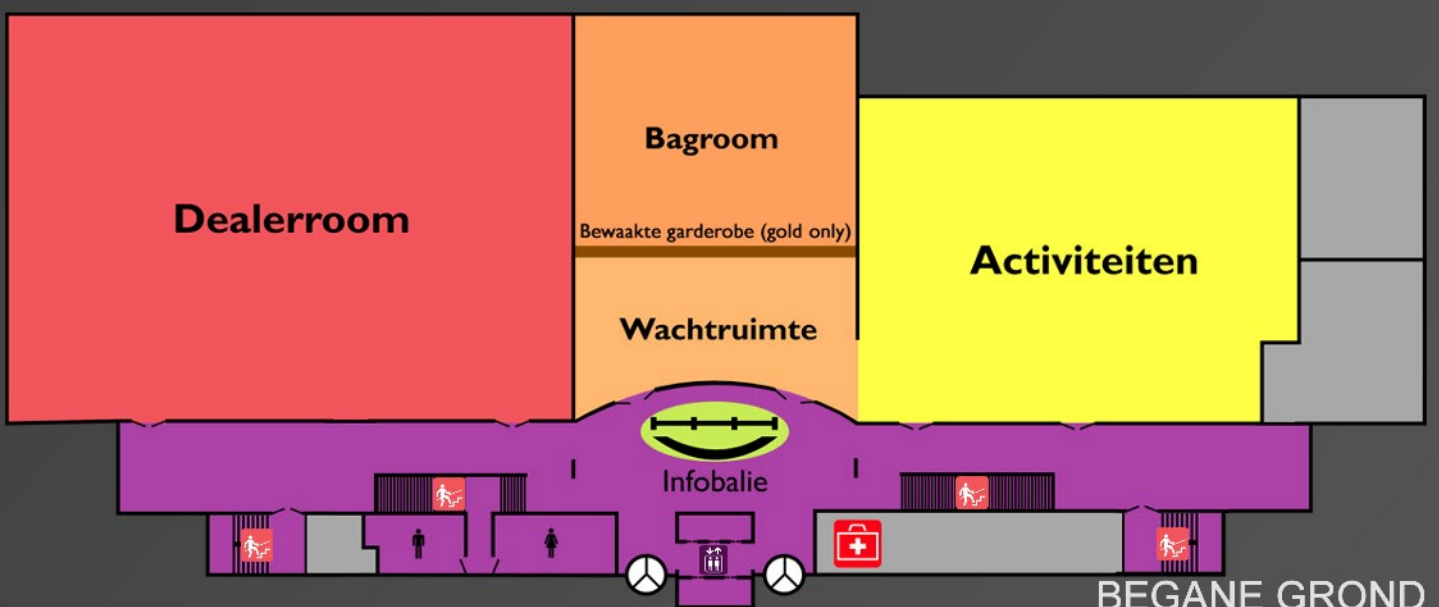 Dealerroom
Bagroom
Bewaakte garderobe (gold only)
Wachtruimte
Activiteiten
Infobalie
BEGANE GROND